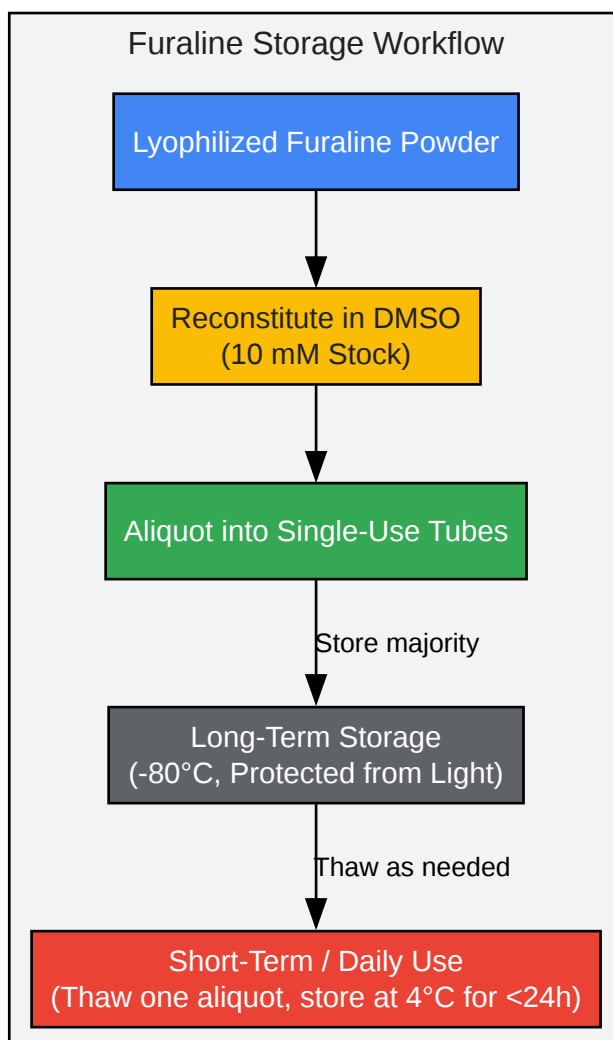 Furaline Storage Workflow
Lyophilized Furaline Powder
Reconstitute in DMSO
(10 mM Stock)
Aliquot into Single-Use Tubes
Store majority
Long-Term Storage
(-80°C, Protected from Light)
Thaw as needed
Short-Term / Daily Use
(Thaw one aliquot, store at 4°C for <24h)